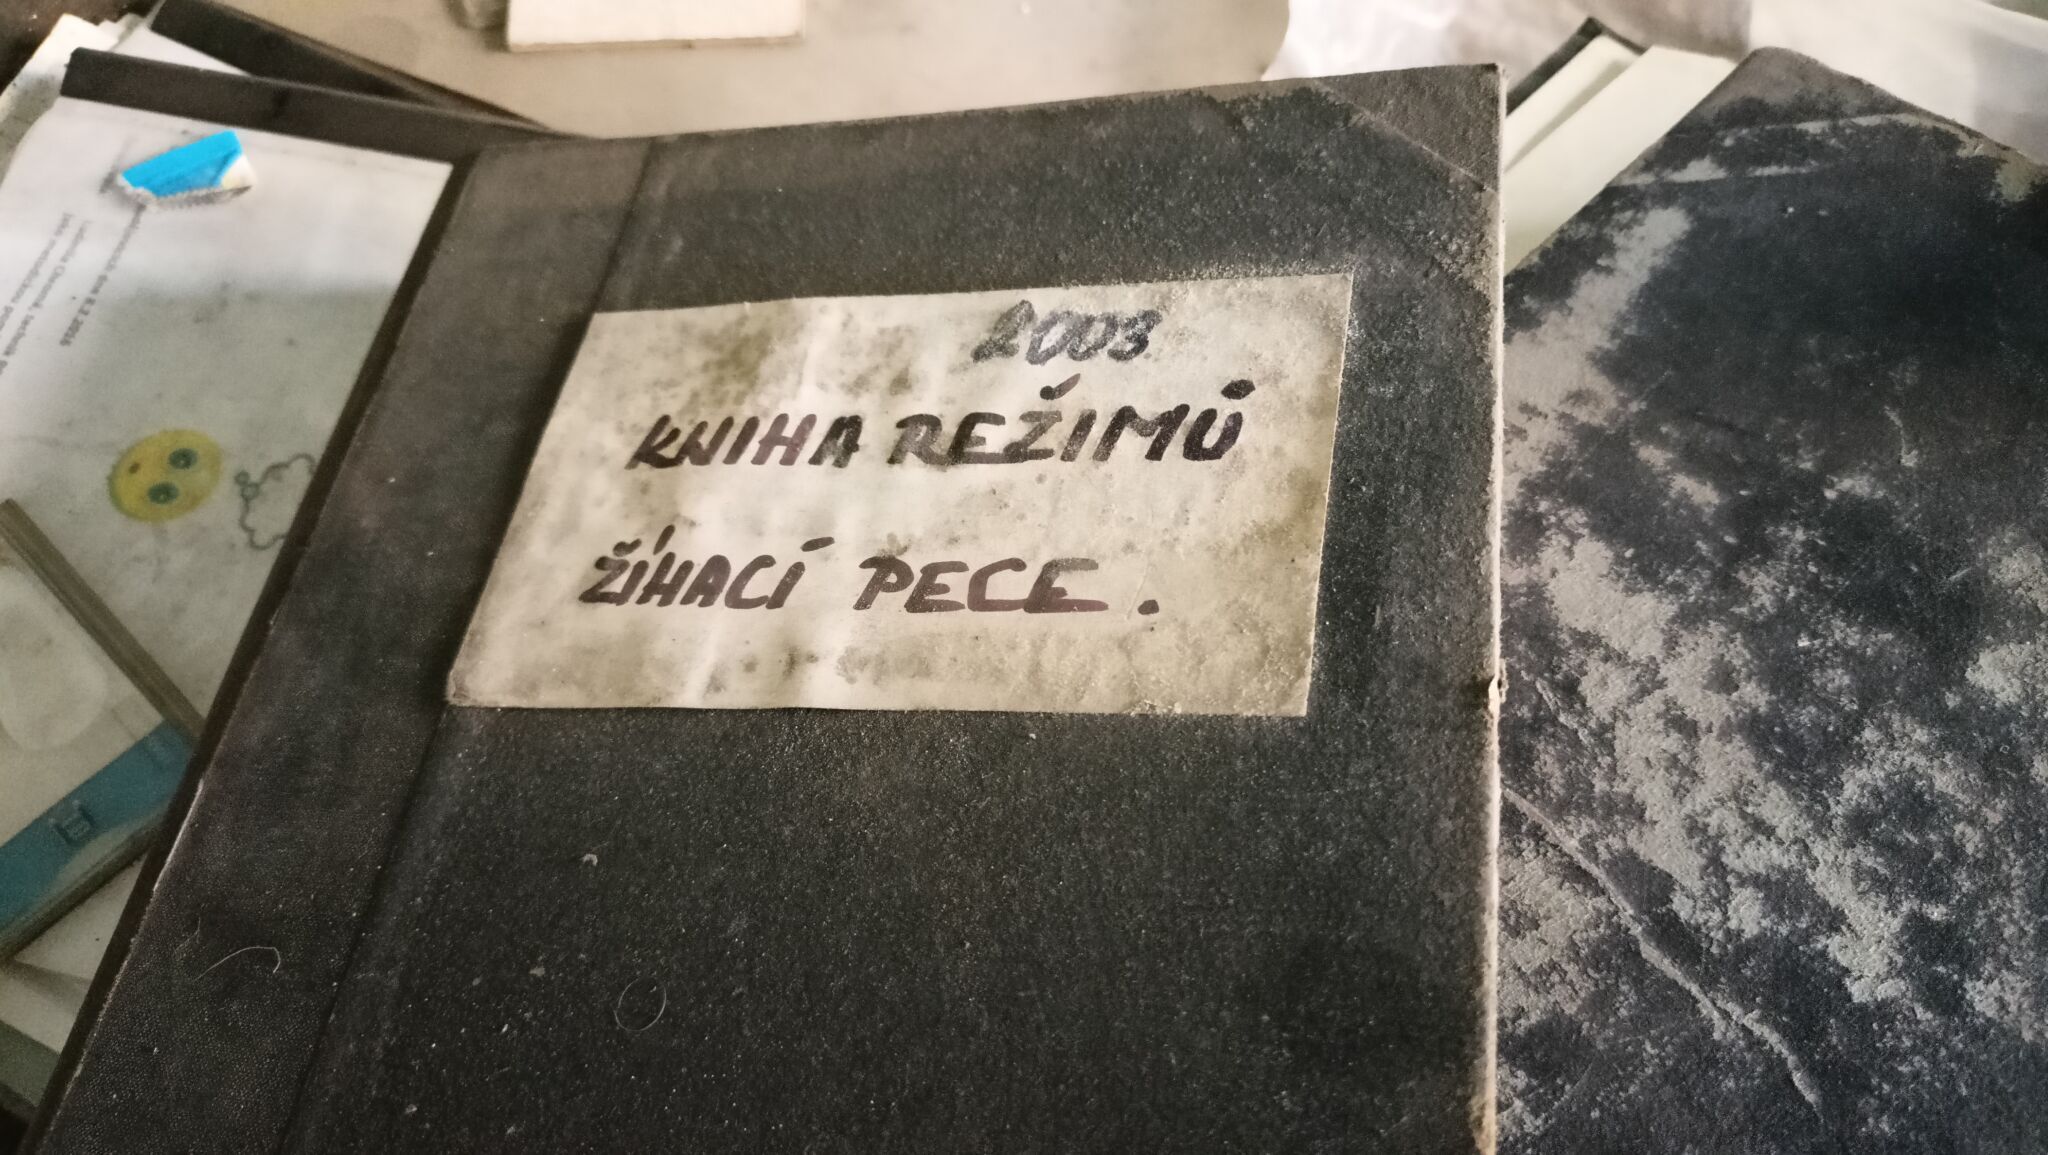 2003
KNIHA REŽIMŮ
ŽÍHACÍ PECE.